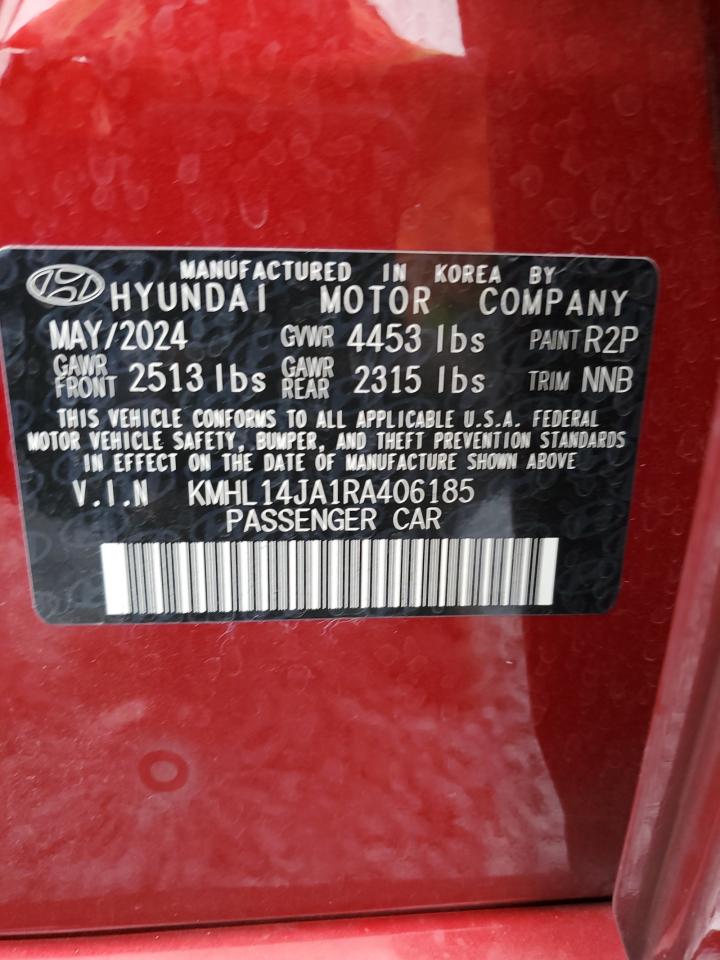 MANUFACTURED IN KOREA BY
HYUNDAI MOTOR COMPANY
MAY/2024 GVWR 4453 lbs PAINT R2P
GAWR FRONT 2513 lbs GAWR REAR 2315 lbs TRIM NNB
THIS VEHICLE CONFORMS TO ALL APPLICABLE U.S.A. FEDERAL
MOTOR VEHICLE SAFETY, BUMPER, AND THEFT PREVENTION STANDARDS
IN EFFECT ON THE DATE OF MANUFACTURE SHOWN ABOVE
V.I.N KMHL14JA1RA406185
PASSENGER CAR